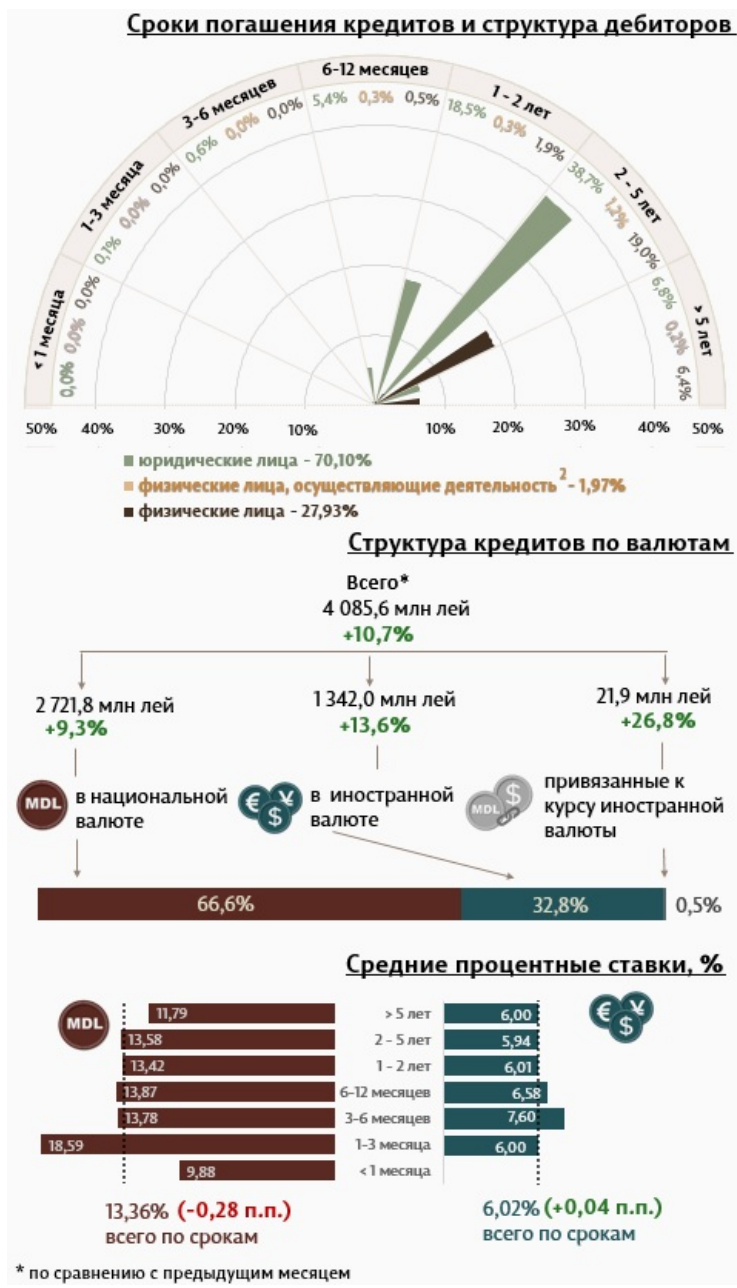 Сроки погашения кредитов и структура дебиторов
< 1 месяца
1-3 месяца
3-6 месяцев
6-12 месяцев
1 - 2 лет
2 - 5 лет
> 5 лет
0,0% 0,0% 0,0%
0,1% 0,0% 0,0%
0,6% 0,0% 0,0%
5,4% 0,3% 0,5%
18,5% 0,3% 1,9%
38,7% 1,2% 19,0%
6,8% 0,2% 6,4%
50% 40% 30% 20% 10% 10% 20% 30% 40% 50%
юридические лица - 70,10%
физические лица, осуществляющие деятельность 2 - 1,97%
физические лица - 27,93%
Структура кредитов по валютам
Всего*
4 085,6 млн лей
+10,7%
2 721,8 млн лей
+9,3%
1 342,0 млн лей
+13,6%
21,9 млн лей
+26,8%
MDL
в национальной
валюте
€ ¥ $
в иностранной
валюте
MDL $
привязанные к
курсу иностранной
валюты
66,6% 32,8% 0,5%
Средние процентные ставки, %
MDL
€ ¥ $
11,79 > 5 лет 6,00
13,58 2 - 5 лет 5,94
13,42 1 - 2 лет 6,01
13,87 6-12 месяцев 6,58
13,78 3-6 месяцев 7,60
18,59 1-3 месяца 6,00
9,88 < 1 месяца
13,36% (-0,28 п.п.)
всего по срокам
6,02% (+0,04 п.п.)
всего по срокам
* по сравнению с предыдущим месяцем